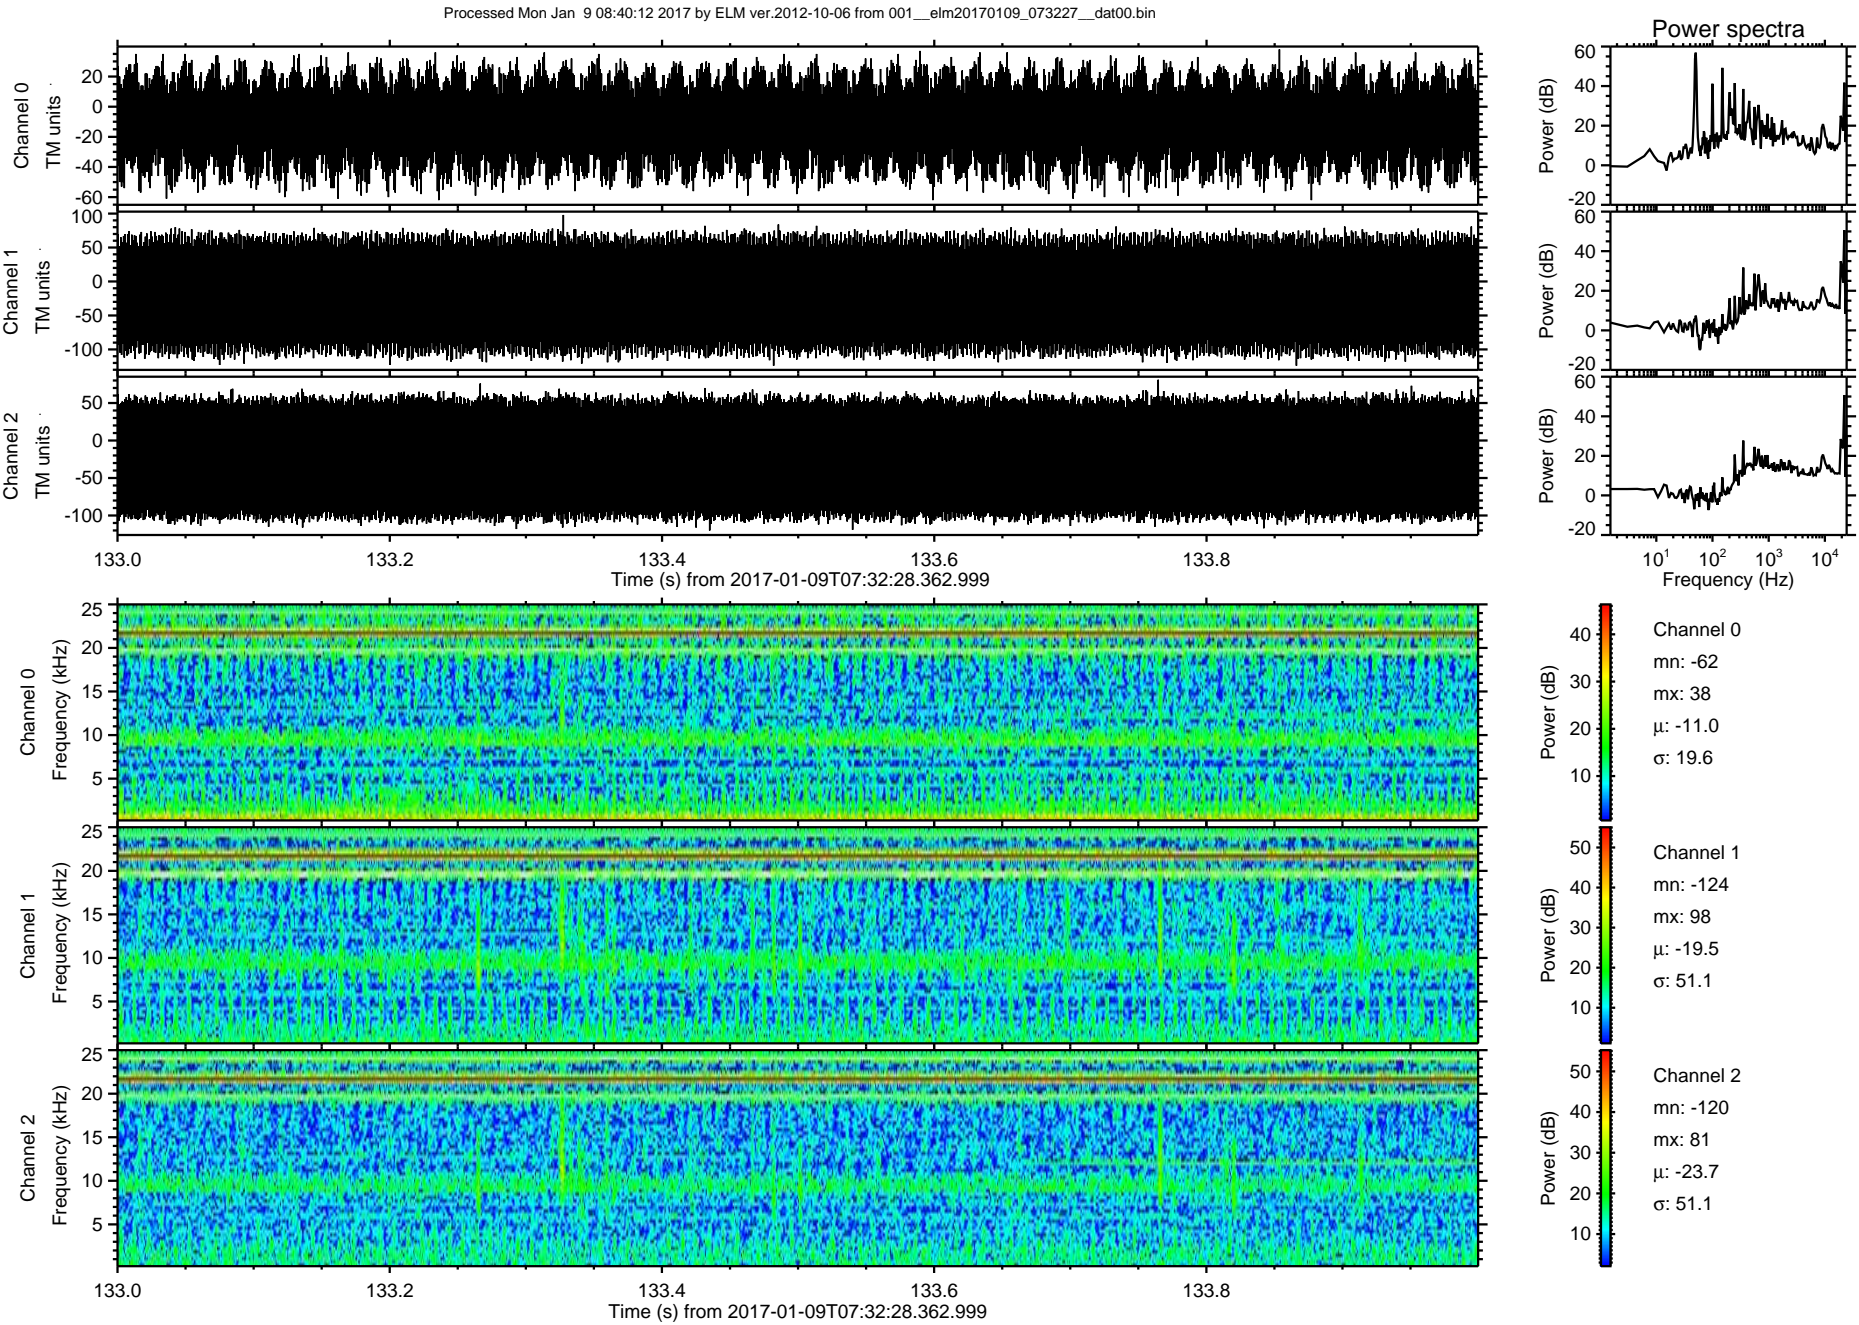 Processed Mon Jan  9 08:40:12 2017 by ELM ver.2012-10-06 from 001__elm20170109_073227__dat00.bin
Power spectra
Channel 0
TM units
20
0
-20
-40
-60
Power (dB)
60
40
20
0
-20
Channel 1
TM units
100
50
0
-50
-100
Power (dB)
60
40
20
0
-20
Channel 2
TM units
50
0
-50
-100
Power (dB)
60
40
20
0
-20
133.0 133.2 133.4 133.6 133.8
Time (s) from 2017-01-09T07:32:28.362.999
10^1 10^2 10^3 10^4
Frequency (Hz)
Channel 0
Frequency (kHz)
25
20
15
10
5
Power (dB)
40
30
20
10
Channel 0
mn: -62
mx: 38
μ: -11.0
σ: 19.6
Channel 1
Frequency (kHz)
25
20
15
10
5
Power (dB)
50
40
30
20
10
Channel 1
mn: -124
mx: 98
μ: -19.5
σ: 51.1
Channel 2
Frequency (kHz)
25
20
15
10
5
Power (dB)
50
40
30
20
10
Channel 2
mn: -120
mx: 81
μ: -23.7
σ: 51.1
133.0 133.2 133.4 133.6 133.8
Time (s) from 2017-01-09T07:32:28.362.999